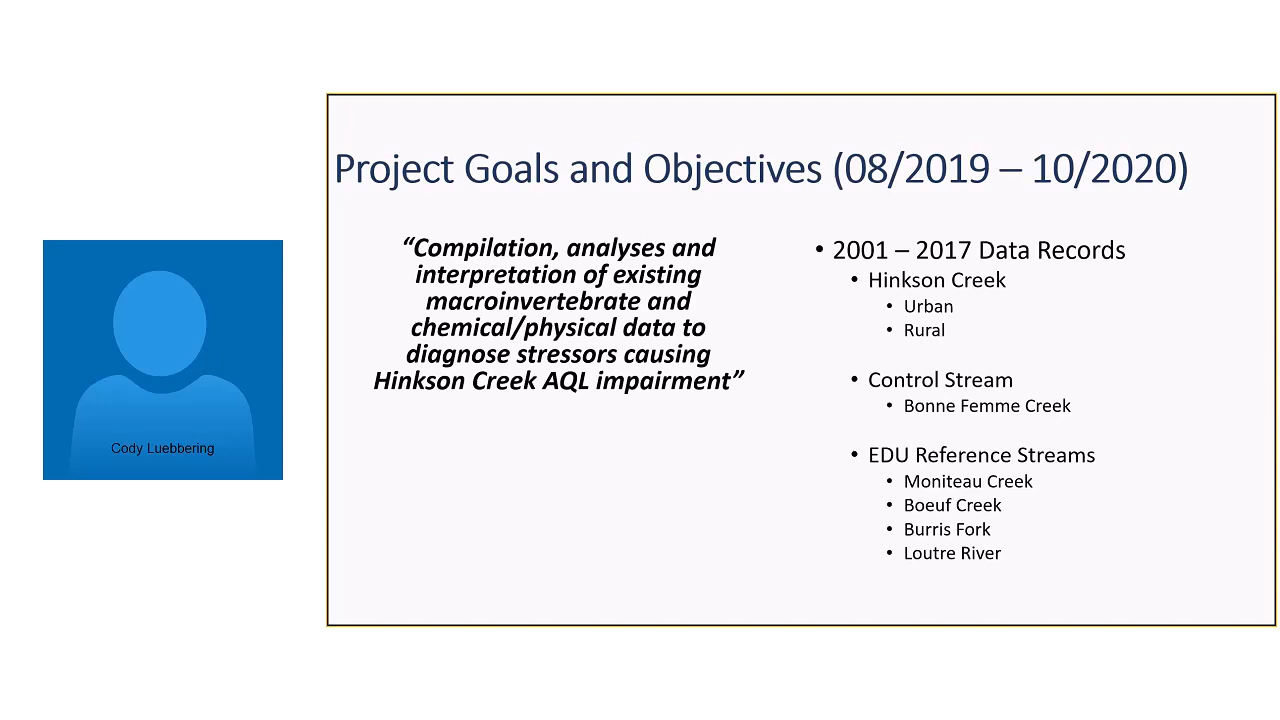 Project Goals and Objectives (08/2019 – 10/2020)
“Compilation, analyses and
interpretation of existing
macroinvertebrate and
chemical/physical data to
diagnose stressors causing
Hinkson Creek AQL impairment”
• 2001 – 2017 Data Records
• Hinkson Creek
• Urban
• Rural
• Control Stream
• Bonne Femme Creek
• EDU Reference Streams
• Moniteau Creek
• Boeuf Creek
• Burris Fork
• Loutre River
Cody Luebbering